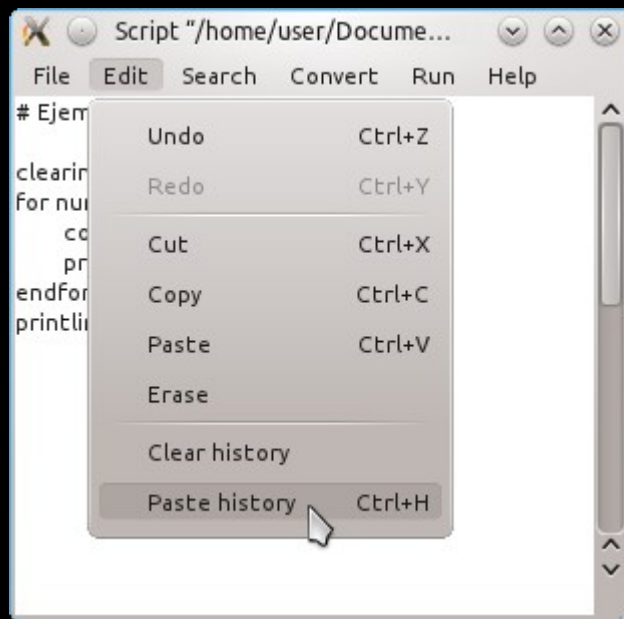 Script “/home/user/Docume...
File Edit Search Convert Run Help
# Ejem
clearin
for nu
co
pr
endfor
printli
Undo Ctrl+Z
Redo Ctrl+Y
Cut Ctrl+X
Copy Ctrl+C
Paste Ctrl+V
Erase
Clear history
Paste history Ctrl+H